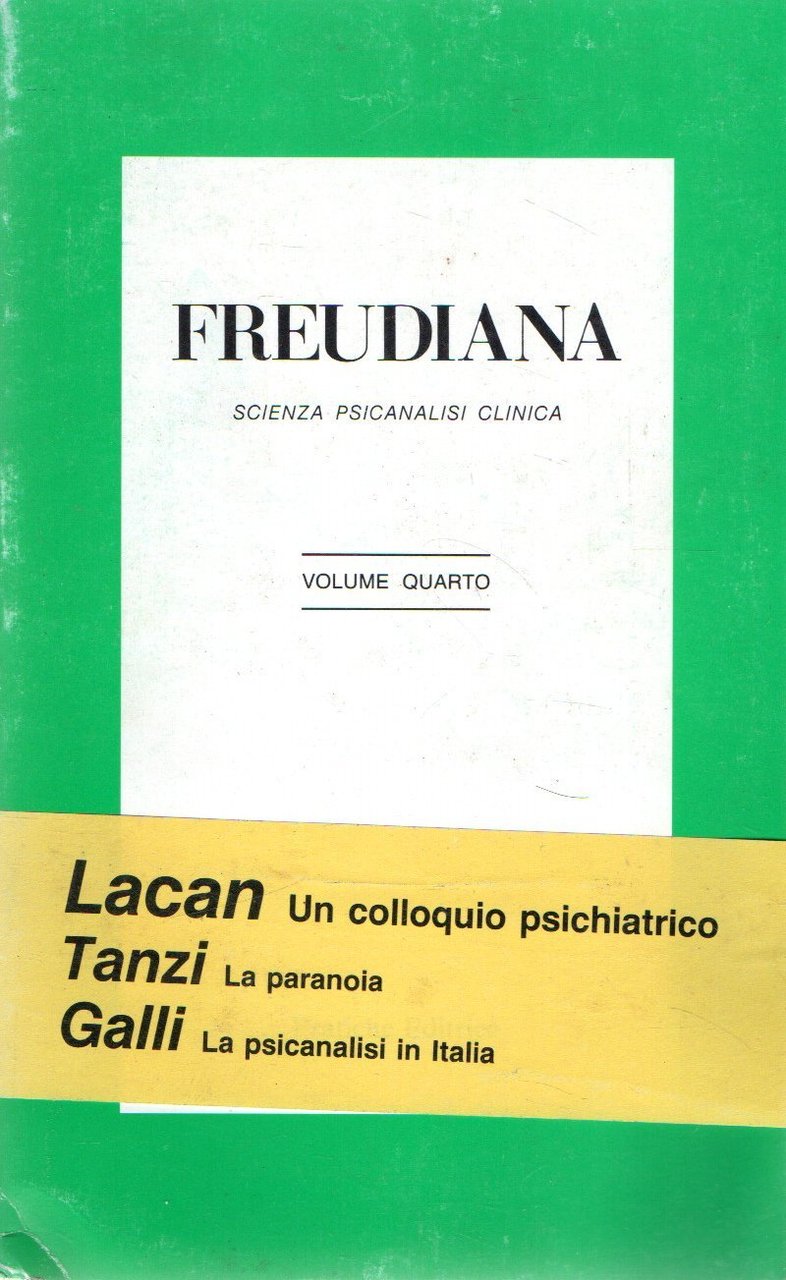 FREUDIANA
SCIENZA PSICANALISI CLINICA
VOLUME QUARTO
Lacan Un colloquio psichiatrico
Tanzi La paranoia
Galli La psicanalisi in Italia